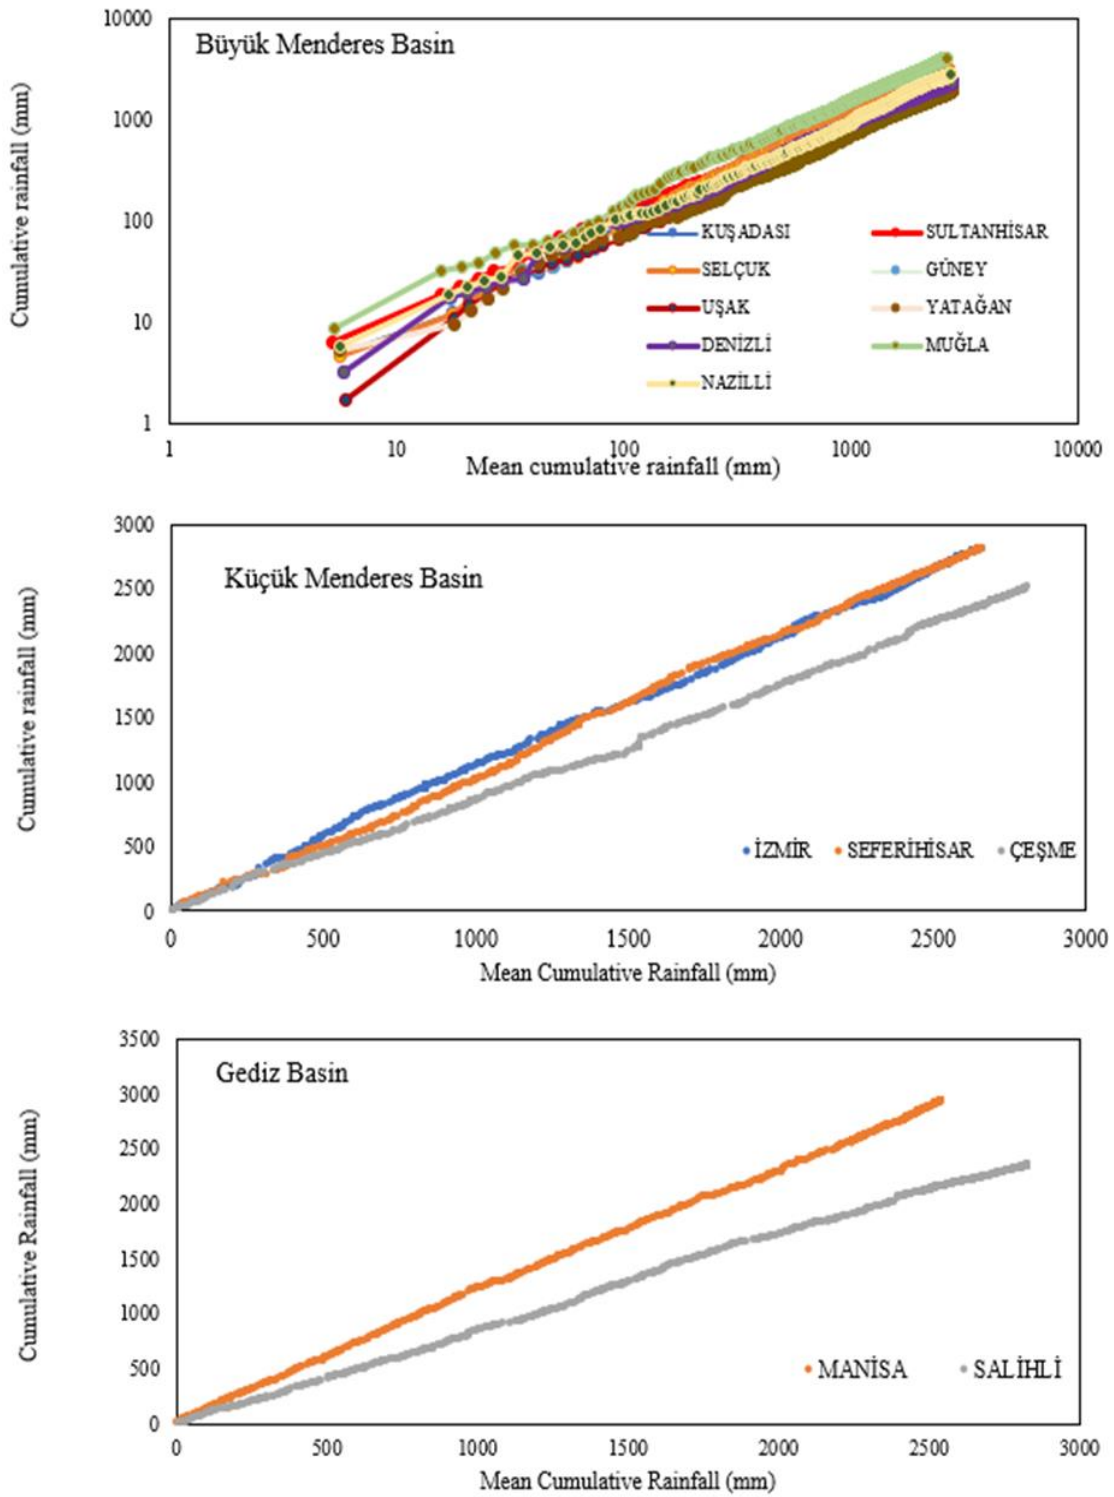 Büyük Menderes Basin
Cumulative rainfall (mm)
10000
1000
100
10
1
KUŞADASI
SULTANHİSAR
SELÇUK
GÜNEY
UŞAK
YATAĞAN
DENİZLİ
MUĞLA
NAZİLLİ
1 10 100 1000 10000
Mean cumulative rainfall (mm)
Küçük Menderes Basin
Cumulative rainfall (mm)
3000
2500
2000
1500
1000
500
0
İZMİR SEFERİHİSAR ÇEŞME
0 500 1000 1500 2000 2500 3000
Mean Cumulative Rainfall (mm)
Gediz Basin
Cumulative Rainfall (mm)
3500
3000
2500
2000
1500
1000
500
0
MANİSA SALİHLİ
0 500 1000 1500 2000 2500 3000
Mean Cumulative Rainfall (mm)